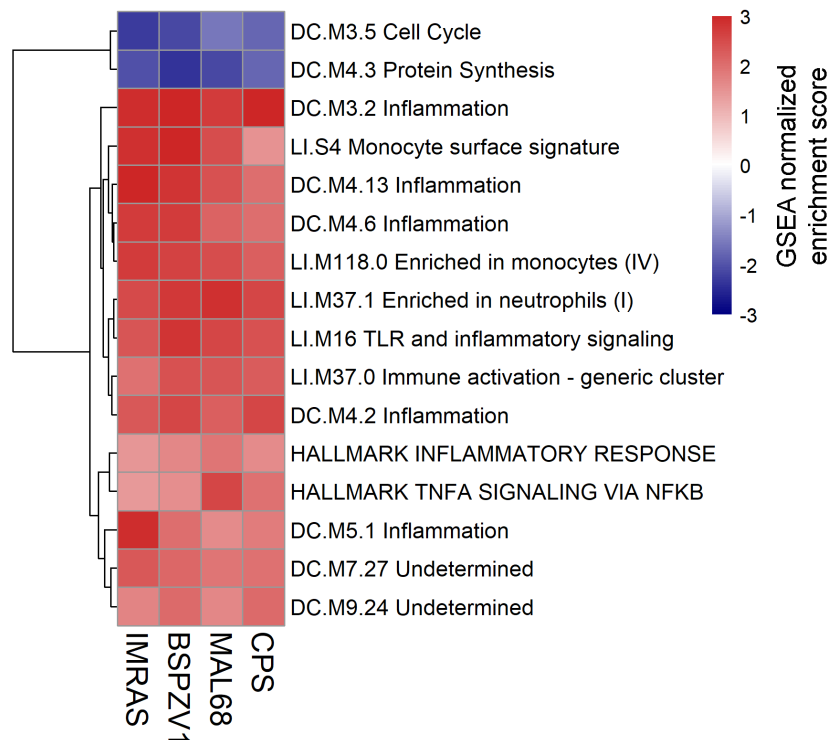 DC.M3.5 Cell Cycle
DC.M4.3 Protein Synthesis
DC.M3.2 Inflammation
LI.S4 Monocyte surface signature
DC.M4.13 Inflammation
DC.M4.6 Inflammation
LI.M118.0 Enriched in monocytes (IV)
LI.M37.1 Enriched in neutrophils (I)
LI.M16 TLR and inflammatory signaling
LI.M37.0 Immune activation - generic cluster
DC.M4.2 Inflammation
HALLMARK INFLAMMATORY RESPONSE
HALLMARK TNFA SIGNALING VIA NFKB
DC.M5.1 Inflammation
DC.M7.27 Undetermined
DC.M9.24 Undetermined
IMRAS
BSPZV1
MAL68
CPS
3
2
1
0
-1
-2
-3
GSEA normalized
enrichment score